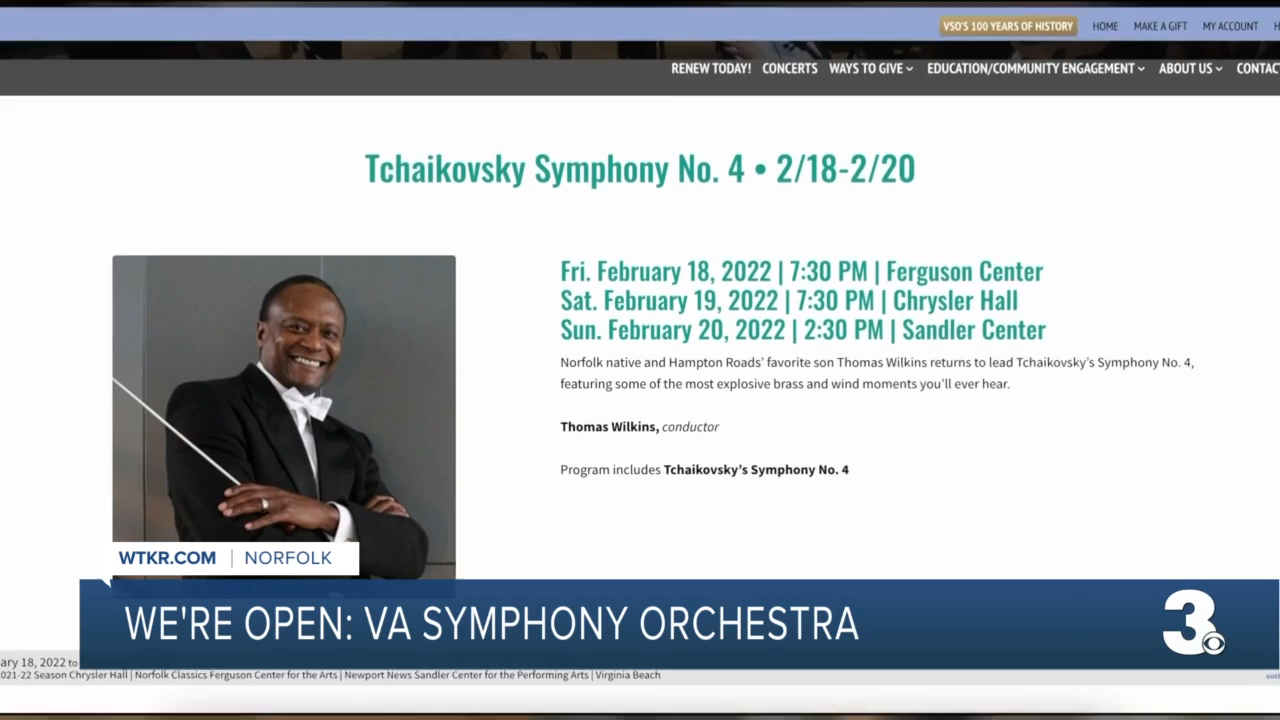 VSO'S 100 YEARS OF HISTORY HOME MAKE A GIFT MY ACCOUNT H
RENEW TODAY! CONCERTS WAYS TO GIVE EDUCATION/COMMUNITY ENGAGEMENT ABOUT US CONTAC
Tchaikovsky Symphony No. 4 • 2/18-2/20
Fri. February 18, 2022 | 7:30 PM | Ferguson Center
Sat. February 19, 2022 | 7:30 PM | Chrysler Hall
Sun. February 20, 2022 | 2:30 PM | Sandler Center
Norfolk native and Hampton Roads' favorite son Thomas Wilkins returns to lead Tchaikovsky's Symphony No. 4,
featuring some of the most explosive brass and wind moments you'll ever hear.
Thomas Wilkins, conductor
Program includes Tchaikovsky's Symphony No. 4
WTKR.COM | NORFOLK
WE'RE OPEN: VA SYMPHONY ORCHESTRA
3
ary 18, 2022 to
021-22 Season Chrysler Hall | Norfolk Classics Ferguson Center for the Arts | Newport News Sandler Center for the Performing Arts | Virginia Beach